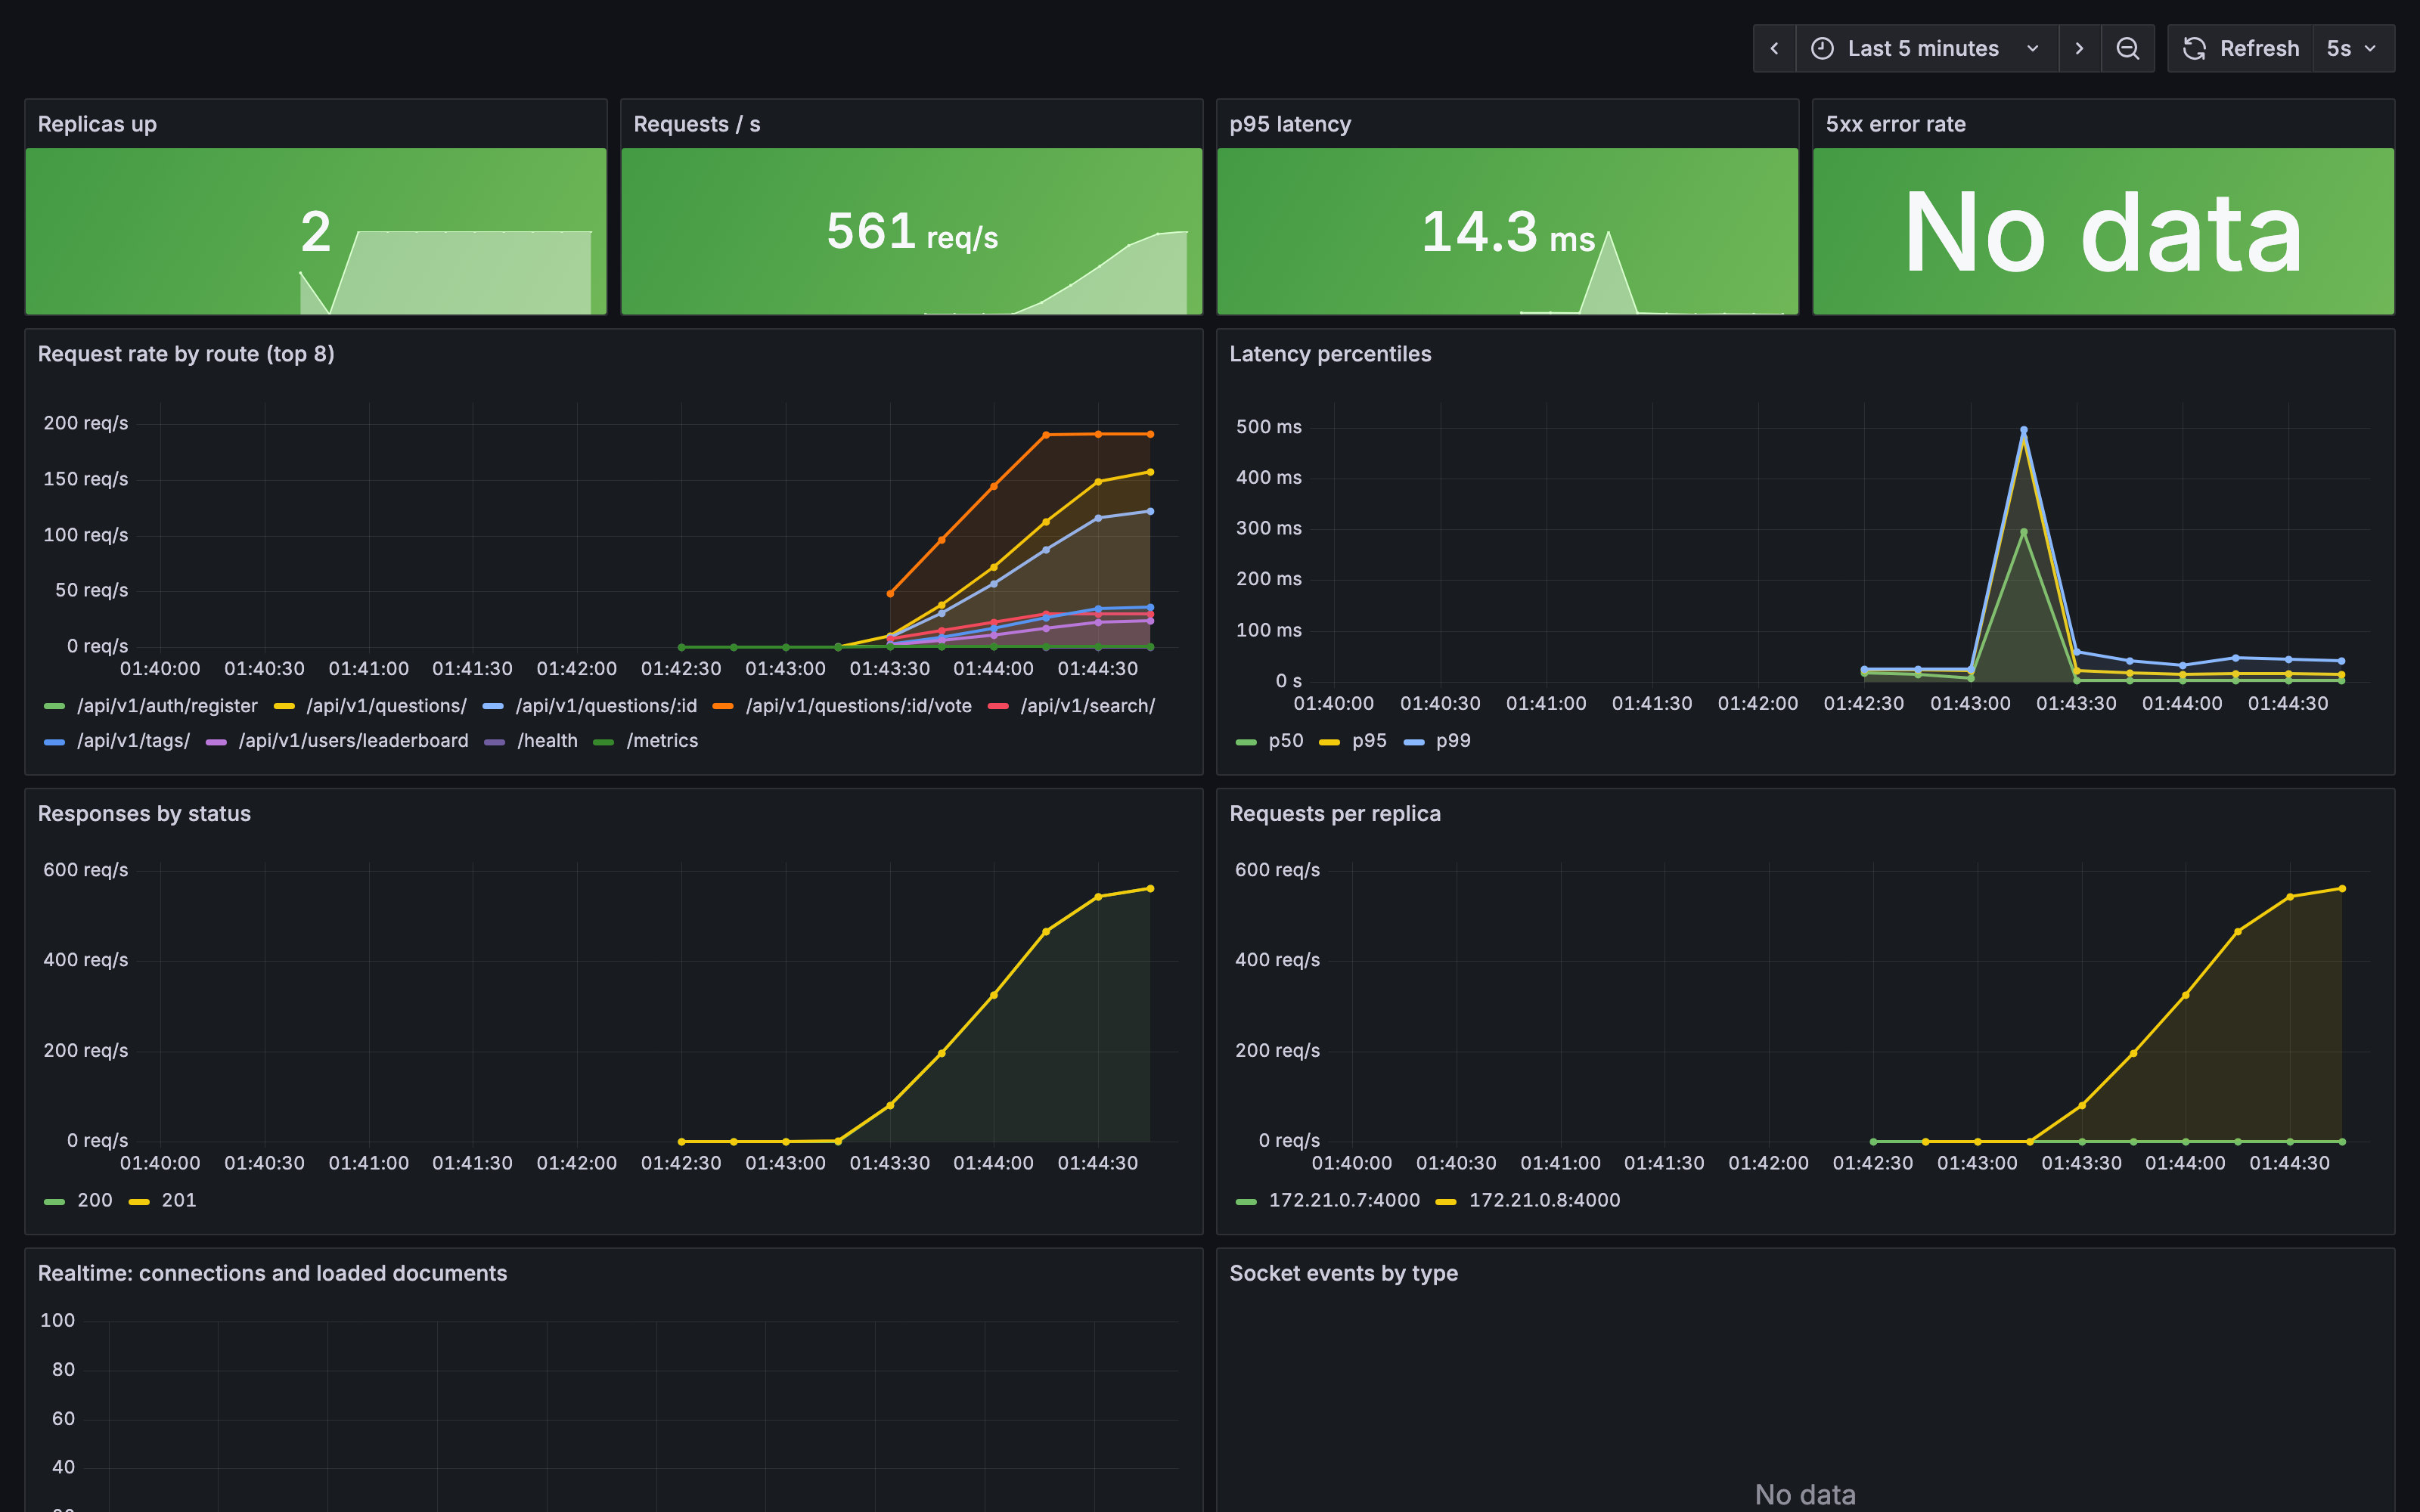 Last 5 minutes Refresh 5s
Replicas up Requests / s p95 latency 5xx error rate
2 561 req/s 14.3 ms No data
Request rate by route (top 8)
200 req/s
150 req/s
100 req/s
50 req/s
0 req/s
01:40:00 01:40:30 01:41:00 01:41:30 01:42:00 01:42:30 01:43:00 01:43:30 01:44:00 01:44:30
/api/v1/auth/register /api/v1/questions/ /api/v1/questions/:id /api/v1/questions/:id/vote /api/v1/search/
/api/v1/tags/ /api/v1/users/leaderboard /health /metrics
Latency percentiles
500 ms
400 ms
300 ms
200 ms
100 ms
0 s
01:40:00 01:40:30 01:41:00 01:41:30 01:42:00 01:42:30 01:43:00 01:43:30 01:44:00 01:44:30
p50 p95 p99
Responses by status
600 req/s
400 req/s
200 req/s
0 req/s
01:40:00 01:40:30 01:41:00 01:41:30 01:42:00 01:42:30 01:43:00 01:43:30 01:44:00 01:44:30
200 201
Requests per replica
600 req/s
400 req/s
200 req/s
0 req/s
01:40:00 01:40:30 01:41:00 01:41:30 01:42:00 01:42:30 01:43:00 01:43:30 01:44:00 01:44:30
172.21.0.7:4000 172.21.0.8:4000
Realtime: connections and loaded documents
100
80
60
40
Socket events by type
No data